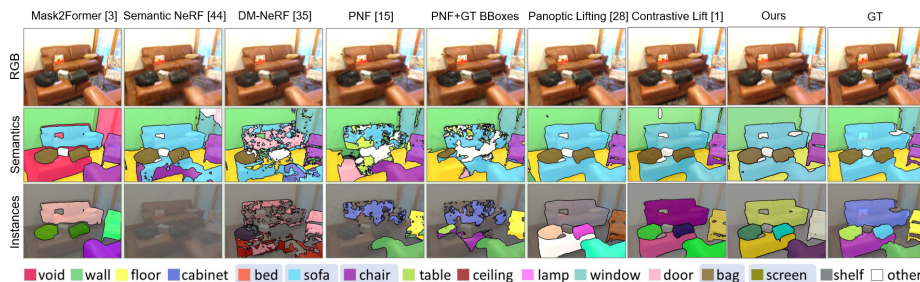 Mask2Former [3] Semantic NeRF [44] DM-NeRF [35] PNF [15] PNF+GT BBoxes Panoptic Lifting [28] Contrastive Lift [1] Ours GT
RGB
Semantics
Instances
void wall floor cabinet bed sofa chair table ceiling lamp window door bag screen shelf other